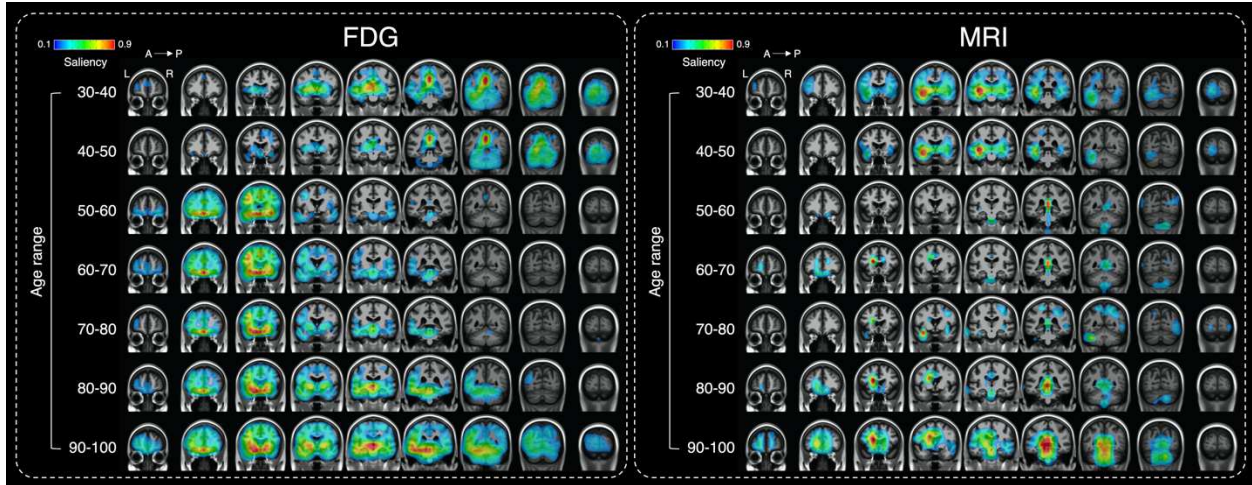 FDG
0.1 0.9 A → P
Saliency
L R
30-40
40-50
50-60
60-70
70-80
80-90
90-100
Age range
MRI
0.1 0.9 A → P
Saliency
L R
30-40
40-50
50-60
60-70
70-80
80-90
90-100
Age range